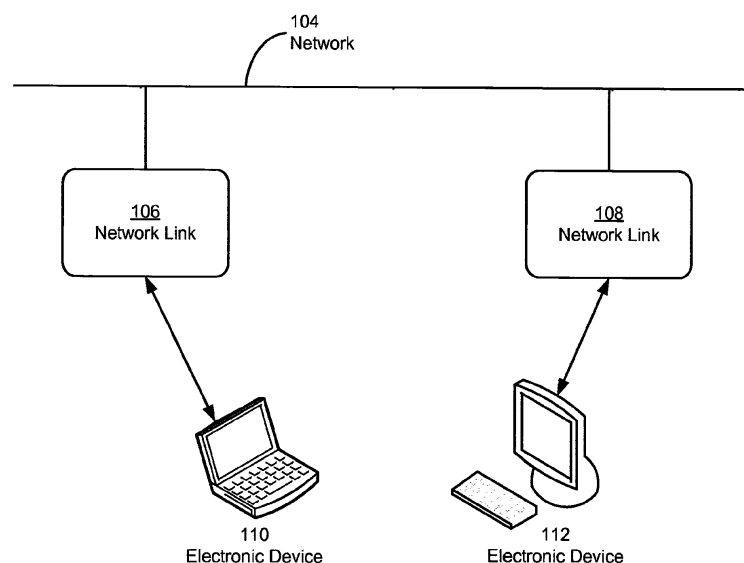 104
Network
106
Network Link
108
Network Link
110
Electronic Device
112
Electronic Device